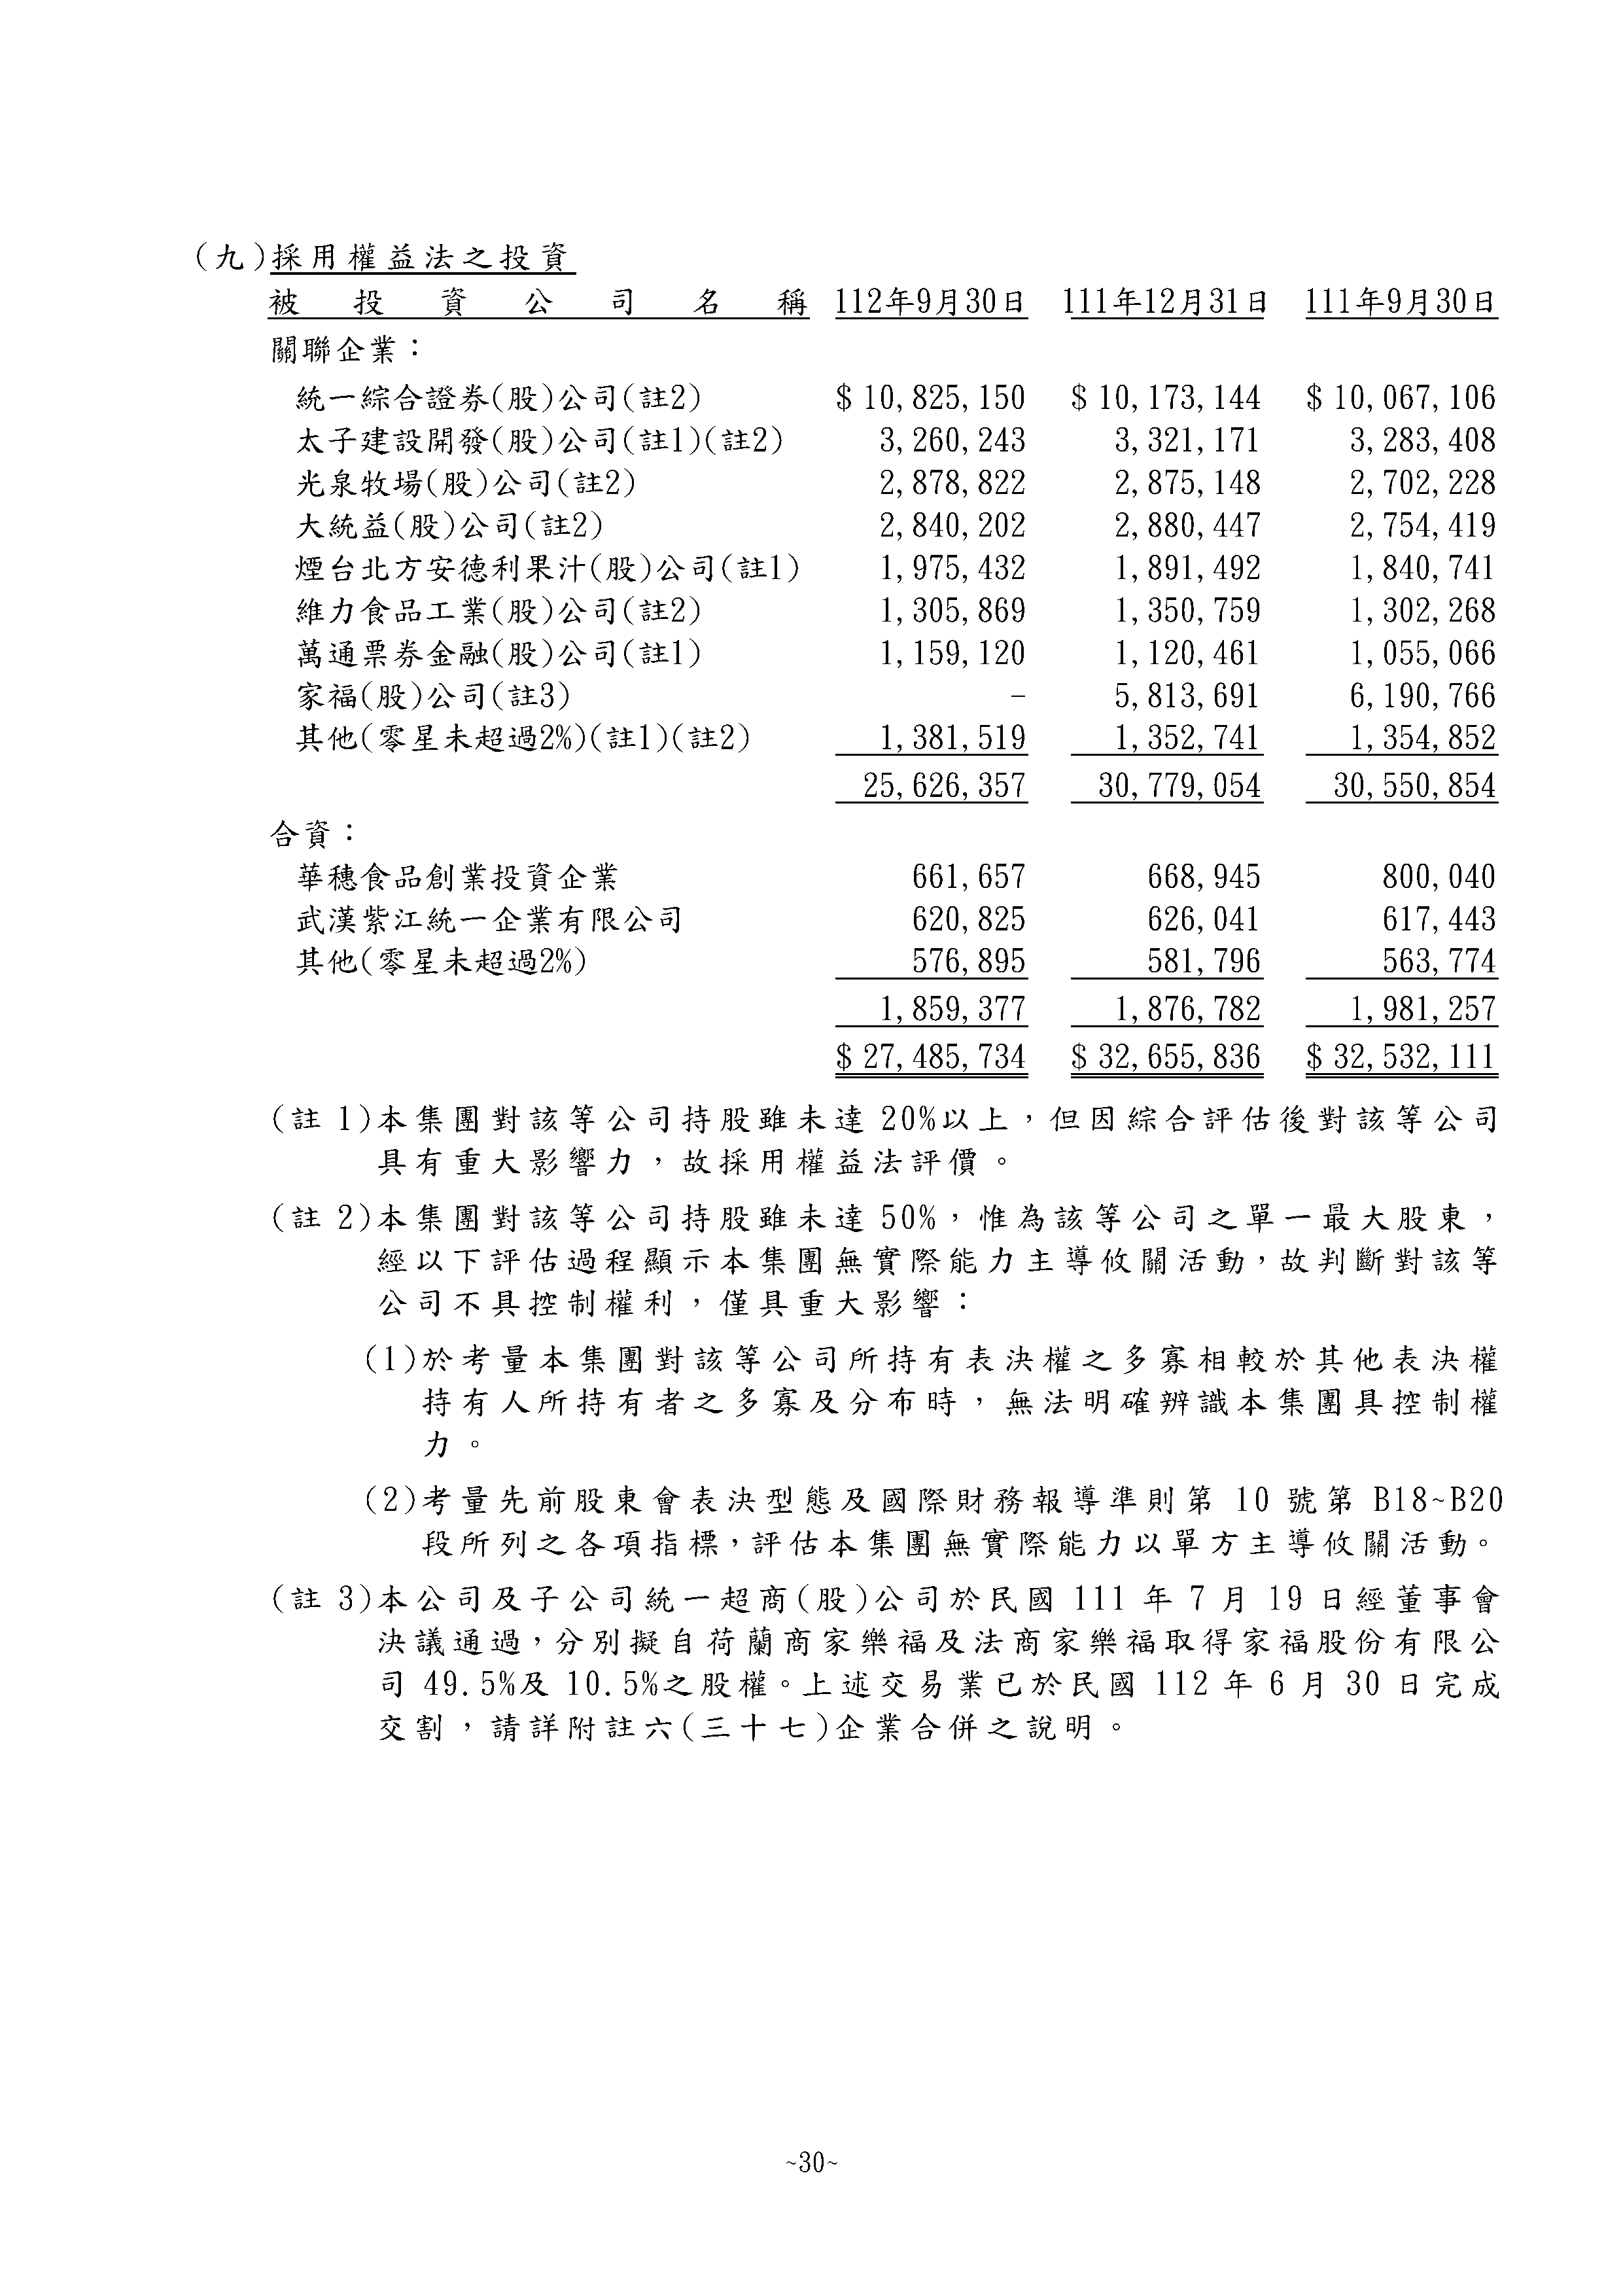 (九)採用權益法之投資
被投資公司名稱 112年9月30日 111年12月31日 111年9月30日
關聯企業：
統一綜合證券(股)公司(註2) $ 10,825,150 $ 10,173,144 $ 10,067,106
太子建設開發(股)公司(註1)(註2) 3,260,243 3,321,171 3,283,408
光泉牧場(股)公司(註2) 2,878,822 2,875,148 2,702,228
大統益(股)公司(註2) 2,840,202 2,880,447 2,754,419
煙台北方安德利果汁(股)公司(註1) 1,975,432 1,891,492 1,840,741
維力食品工業(股)公司(註2) 1,305,869 1,350,759 1,302,268
萬通票券金融(股)公司(註1) 1,159,120 1,120,461 1,055,066
家福(股)公司(註3) - 5,813,691 6,190,766
其他(零星未超過2%)(註1)(註2) 1,381,519 1,352,741 1,354,852
25,626,357 30,779,054 30,550,854
合資：
華穗食品創業投資企業 661,657 668,945 800,040
武漢紫江統一企業有限公司 620,825 626,041 617,443
其他(零星未超過2%) 576,895 581,796 563,774
1,859,377 1,876,782 1,981,257
$ 27,485,734 $ 32,655,836 $ 32,532,111
(註 1)本集團對該等公司持股雖未達 20%以上，但因綜合評估後對該等公司
具有重大影響力，故採用權益法評價。
(註 2)本集團對該等公司持股雖未達 50%，惟為該等公司之單一最大股東，
經以下評估過程顯示本集團無實際能力主導攸關活動，故判斷對該等
公司不具控制權利，僅具重大影響：
(1)於考量本集團對該等公司所持有表決權之多寡相較於其他表決權
持有人所持有者之多寡及分布時，無法明確辨識本集團具控制權
力。
(2)考量先前股東會表決型態及國際財務報導準則第 10 號第 B18~B20
段所列之各項指標，評估本集團無實際能力以單方主導攸關活動。
(註 3)本公司及子公司統一超商(股)公司於民國 111 年 7 月 19 日經董事會
決議通過，分別擬自荷蘭商家樂福及法商家樂福取得家福股份有限公
司 49.5%及 10.5%之股權。上述交易業已於民國 112 年 6 月 30 日完成
交割，請詳附註六(三十七)企業合併之說明。
~30~